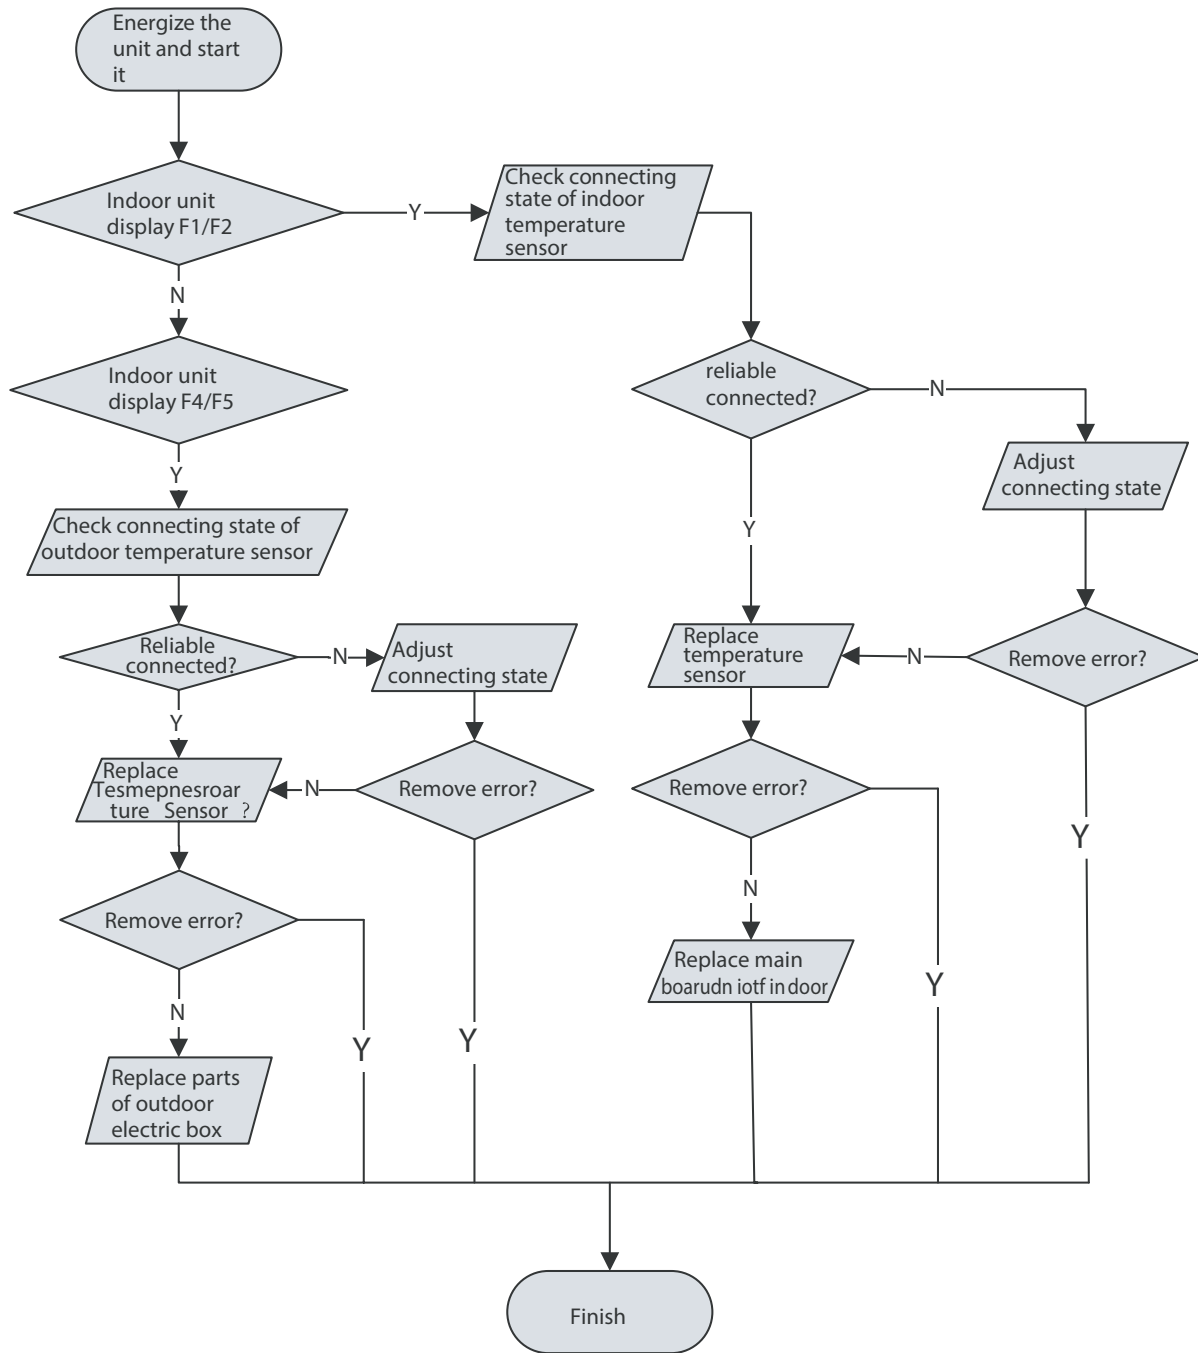 Energize the
unit and start
it
Indoor unit
display F1/F2
Y
Check connecting
state of indoor
temperature
sensor
N
Indoor unit
display F4/F5
reliable
connected?
N
Adjust
connecting state
Y
Check connecting state of
outdoor temperature sensor
Y
Reliable
connected?
N
Adjust
connecting state
Replace
temperature
sensor
N
Remove error?
Y
Replace
Tesmepnesroar
ture Sensor ?
N
Remove error?
Remove error?
Y
N
Remove error?
Replace main
boarudn iotf in door
Y
N
Y
Y
Replace parts
of outdoor
electric box
Finish